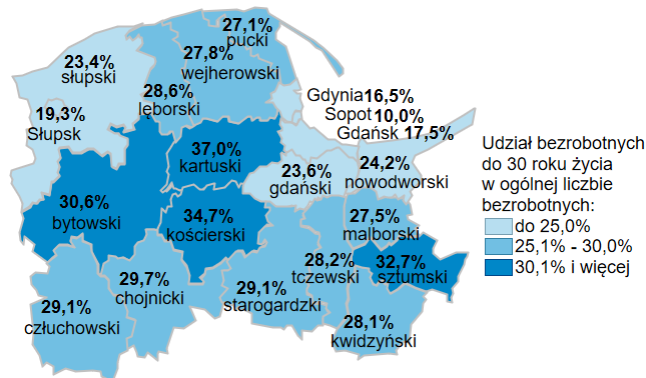 27,1%
pucki
23,4%
słupski
27,8%
wejherowski
28,6%
lęborski
Gdynia 16,5%
Sopot 10,0%
Gdańsk 17,5%
19,3%
Słupsk
37,0%
kartuski
23,6%
gdański
24,2%
nowodworski
30,6%
bytowski
34,7%
kościerski
27,5%
malborski
28,2%
tczewski
32,7%
sztumski
29,7%
chojnicki
29,1%
starogardzki
29,1%
człuchowski
28,1%
kwidzyński
Udział bezrobotnych
do 30 roku życia
w ogólnej liczbie
bezrobotnych:
do 25,0%
25,1% - 30,0%
30,1% i więcej